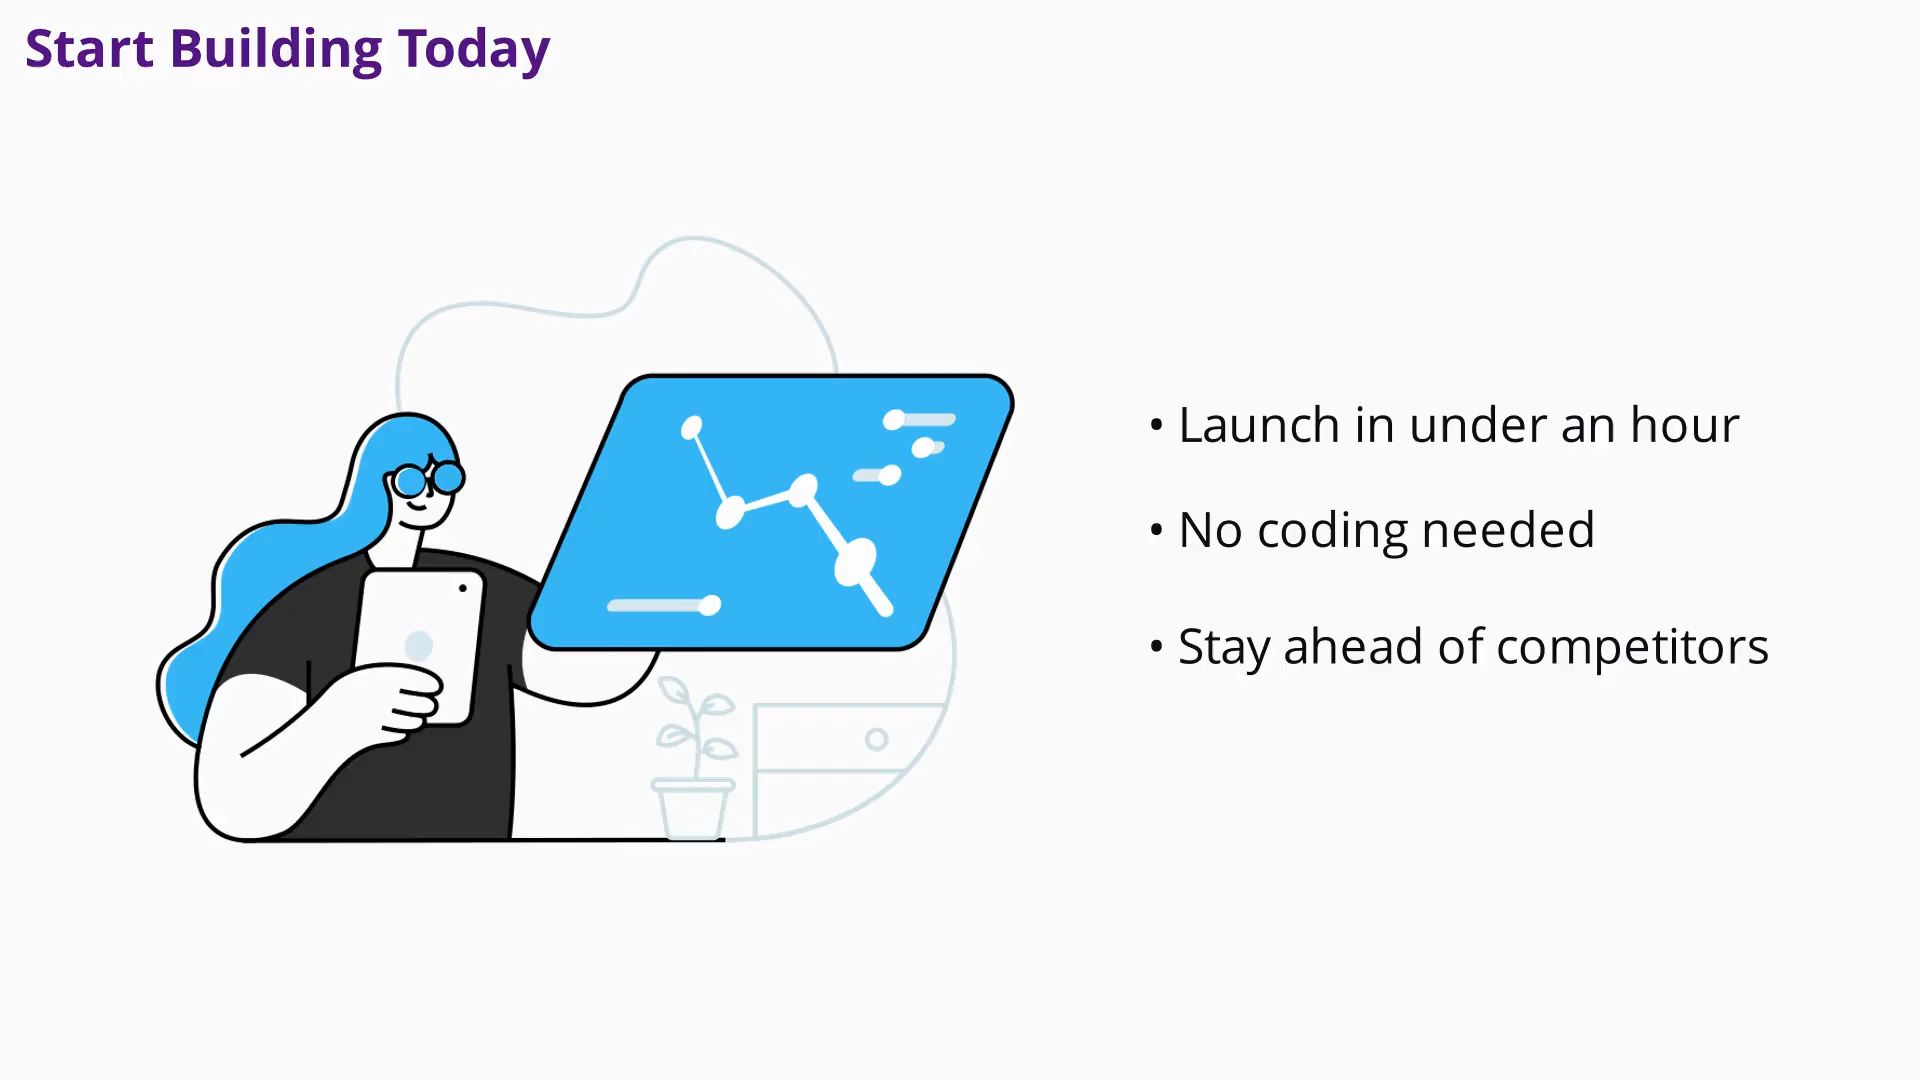 Start Building Today
• Launch in under an hour
• No coding needed
• Stay ahead of competitors